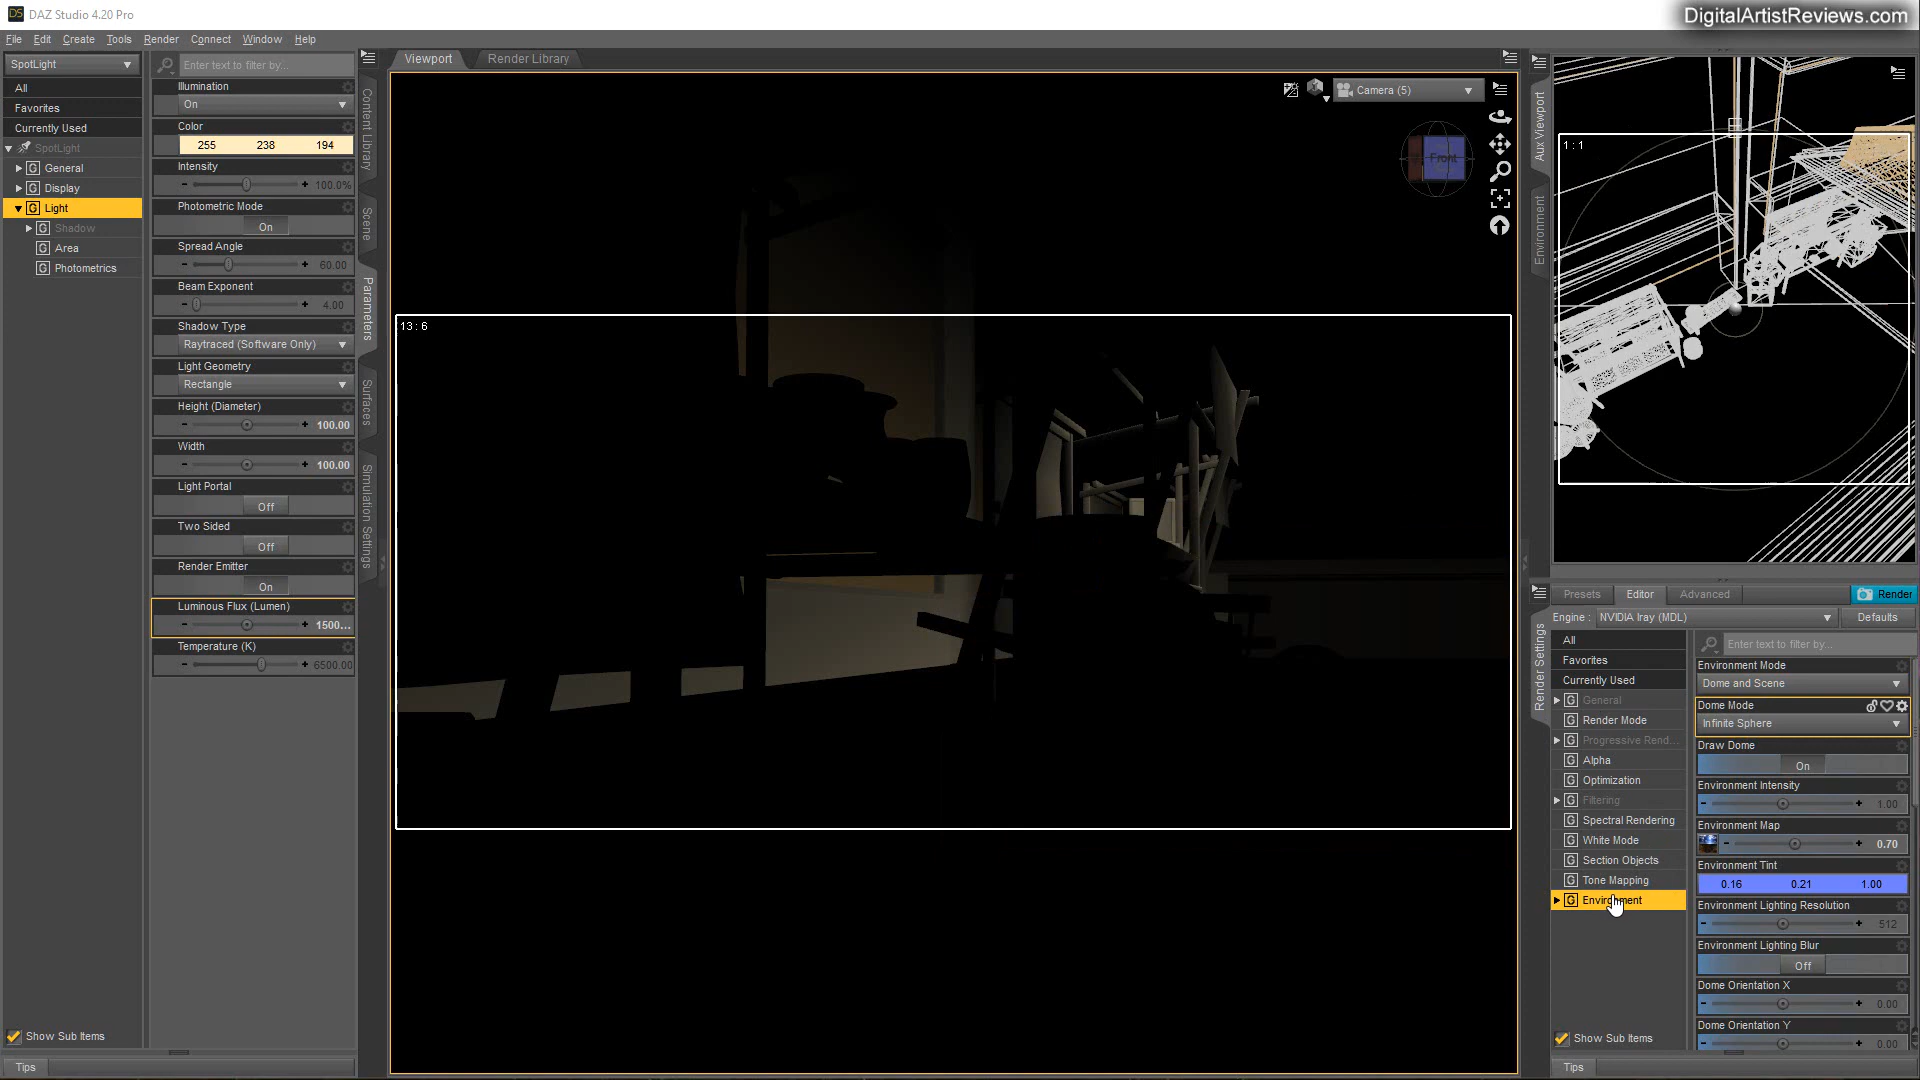 DS DAZ Studio 4.20 Pro
DigitalArtistReviews.com
File Edit Create Tools Render Connect Window Help
SpotLight
All
Favorites
Currently Used
SpotLight
G General
G Display
G Light
G Shadow
G Area
G Photometrics
Show Sub Items
Tips
Enter text to filter by...
Illumination
On
Color
255 238 194
Intensity
100.0%
Photometric Mode
On
Spread Angle
60.00
Beam Exponent
4.00
Shadow Type
Raytraced (Software Only)
Light Geometry
Rectangle
Height (Diameter)
100.00
Width
100.00
Light Portal
Off
Two Sided
Off
Render Emitter
On
Luminous Flux (Lumen)
1500...
Temperature (K)
6500.00
Content Library
Scene
Parameters
Surfaces
Simulation Settings
Viewport Render Library
Camera (5)
Front
13 : 6
Aux Viewport
Environment
1 : 1
Render Settings
Presets Editor Advanced Render
Engine : NVIDIA Iray (MDL) Defaults
All
Favorites
Currently Used
G General
G Render Mode
G Progressive Rend...
G Alpha
G Optimization
G Filtering
G Spectral Rendering
G White Mode
G Section Objects
G Tone Mapping
G Environment
Show Sub Items
Tips
Enter text to filter by...
Environment Mode
Dome and Scene
Dome Mode
Infinite Sphere
Draw Dome
On
Environment Intensity
1.00
Environment Map
0.70
Environment Tint
0.16 0.21 1.00
Environment Lighting Resolution
512
Environment Lighting Blur
Off
Dome Orientation X
0.00
Dome Orientation Y
0.00